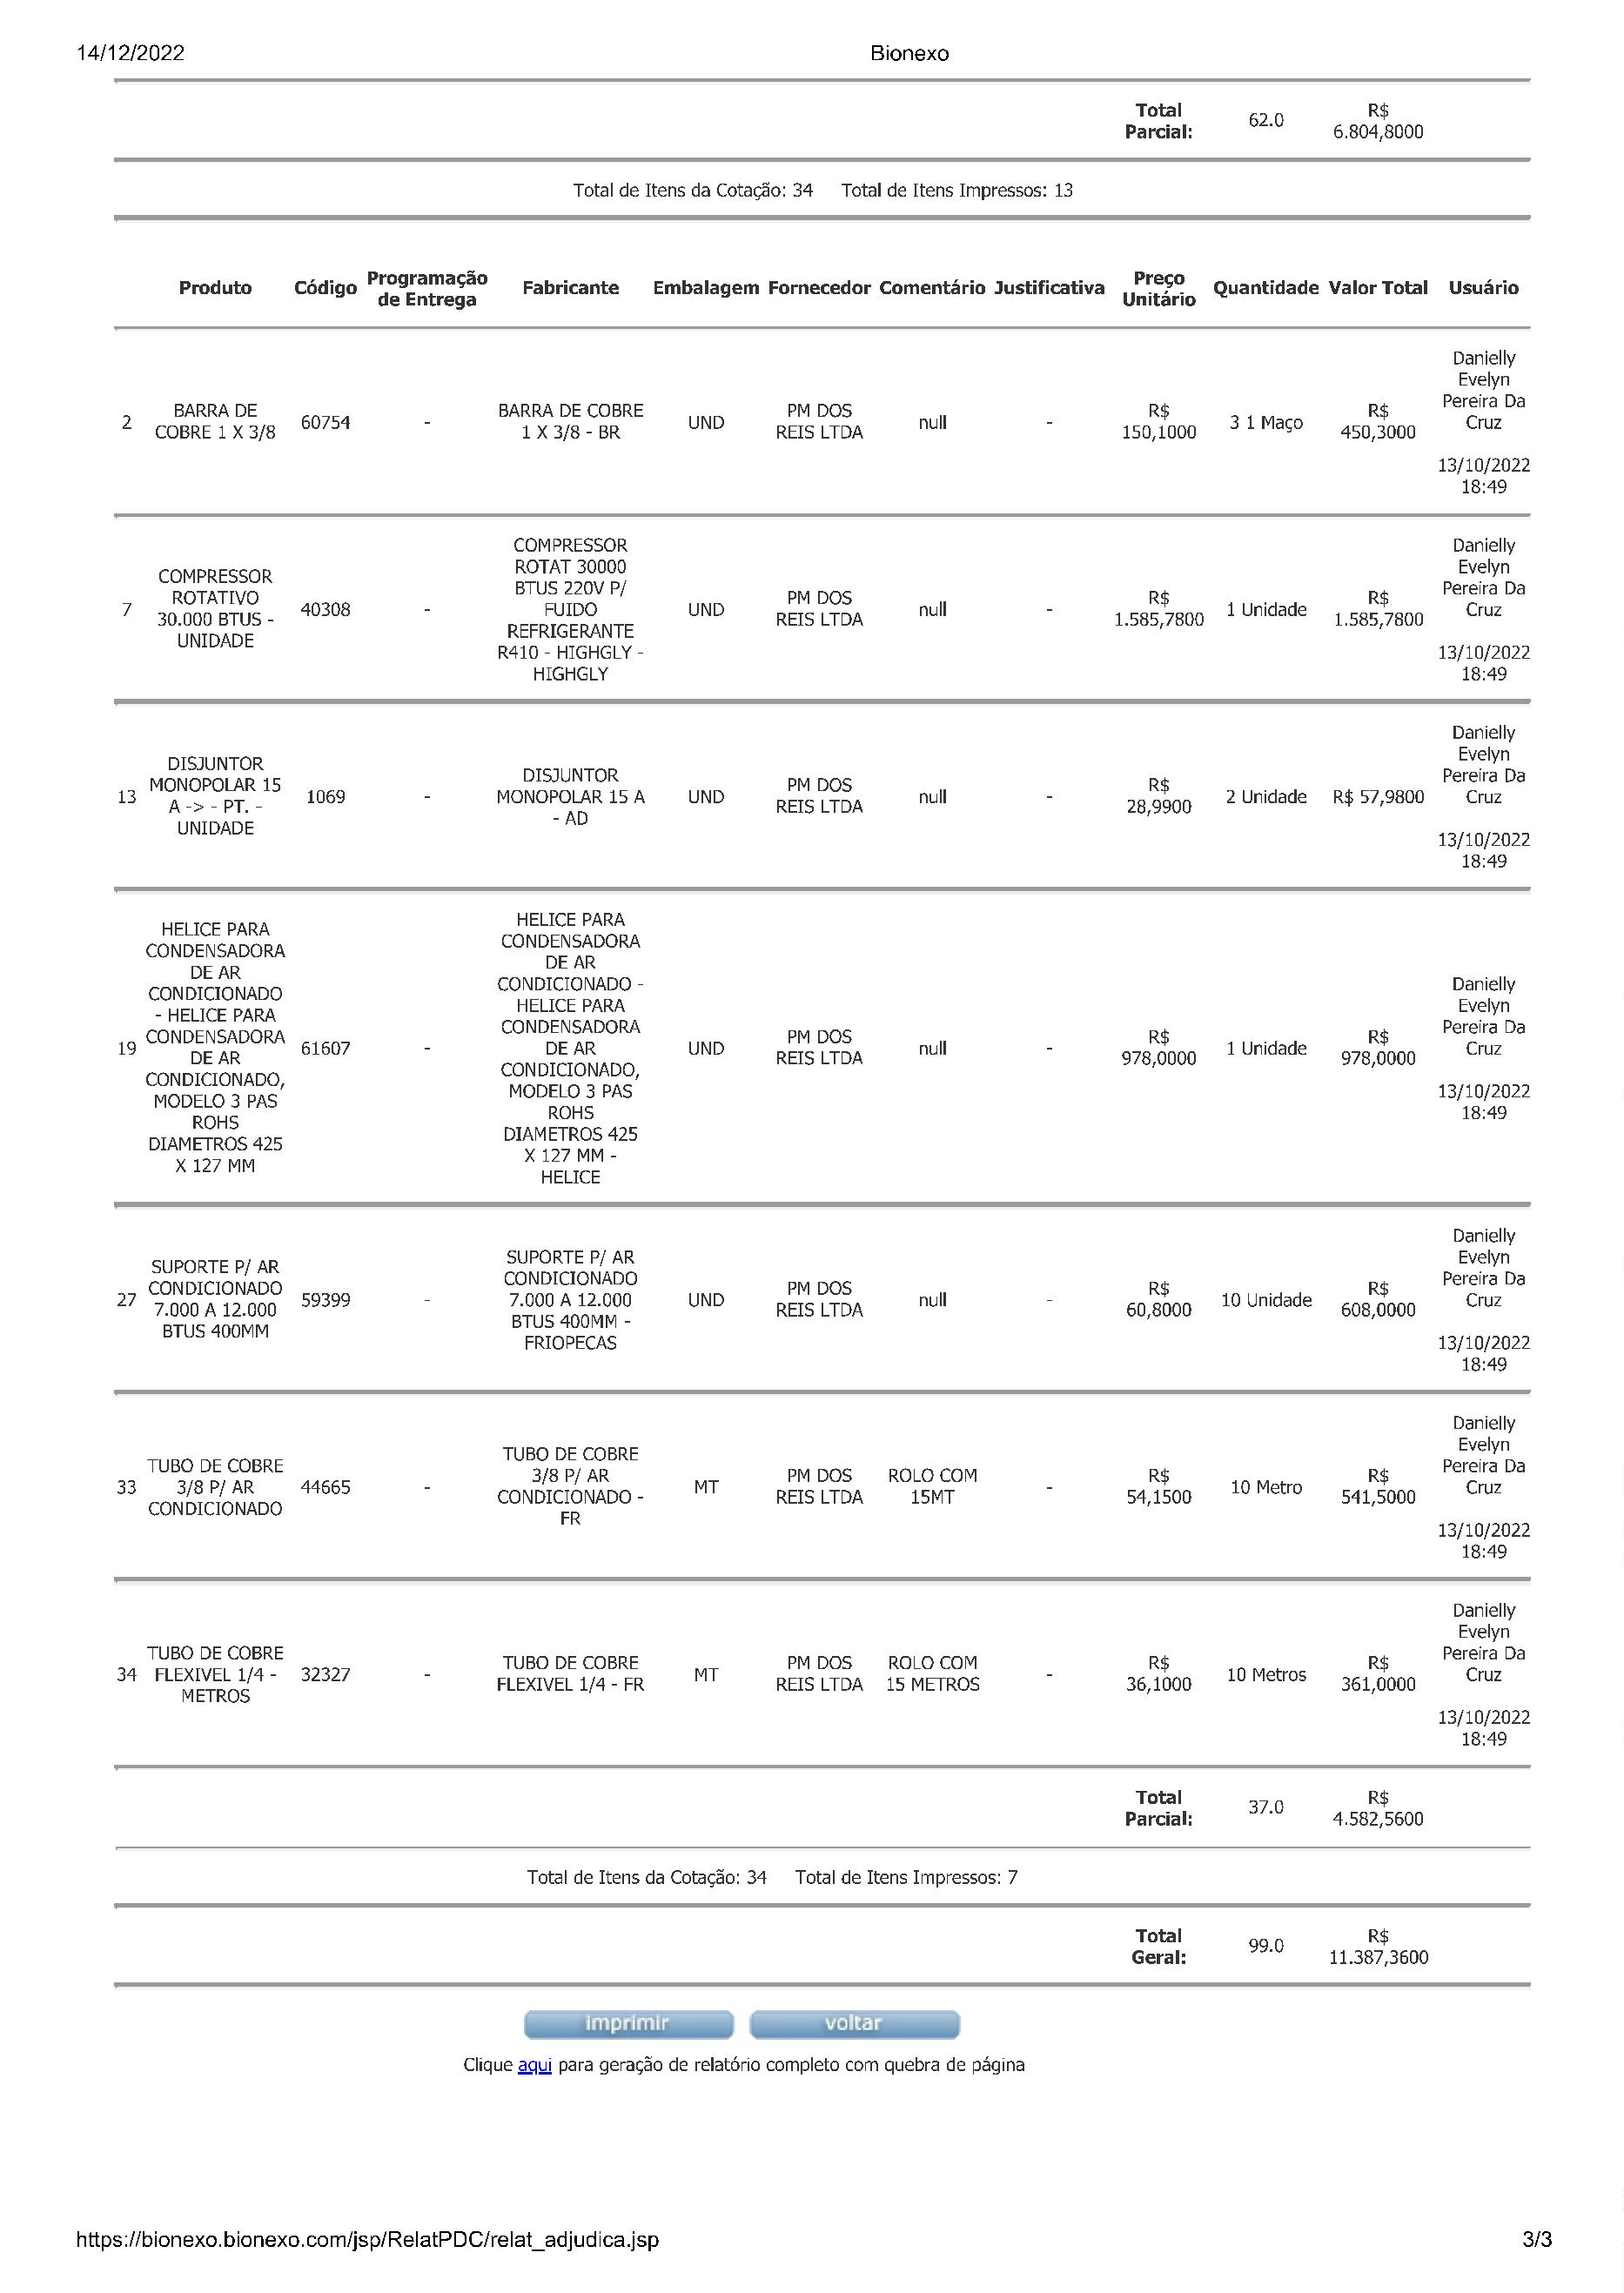 14/12/2022 Bionexo
Total
Parcial: 62.0 R$
6.804,8000
Total de Itens da Cotação: 34 Total de Itens Impressos: 13
Produto Código Programação
de Entrega Fabricante Embalagem Fornecedor Comentário Justificativa Preço
Unitário Quantidade Valor Total Usuário
2 BARRA DE
COBRE 1 X 3/8 60754 - BARRA DE COBRE
1 X 3/8 - BR UND PM DOS
REIS LTDA null - R$
150,1000 3 1 Maço R$
450,3000 Danielly
Evelyn
Pereira Da
Cruz
13/10/2022
18:49
7 COMPRESSOR
ROTATIVO
30.000 BTUS -
UNIDADE 40308 - COMPRESSOR
ROTAT 30000
BTUS 220V P/
FUIDO
REFRIGERANTE
R410 - HIGHGLY -
HIGHGLY UND PM DOS
REIS LTDA null - R$
1.585,7800 1 Unidade R$
1.585,7800 Danielly
Evelyn
Pereira Da
Cruz
13/10/2022
18:49
13 DISJUNTOR
MONOPOLAR 15
A -> - PT. -
UNIDADE 1069 - DISJUNTOR
MONOPOLAR 15 A
- AD UND PM DOS
REIS LTDA null - R$
28,9900 2 Unidade R$ 57,9800 Danielly
Evelyn
Pereira Da
Cruz
13/10/2022
18:49
19 HELICE PARA
CONDENSADORA
DE AR
CONDICIONADO
- HELICE PARA
CONDENSADORA
DE AR
CONDICIONADO,
MODELO 3 PAS
ROHS
DIAMETROS 425
X 127 MM 61607 - HELICE PARA
CONDENSADORA
DE AR
CONDICIONADO -
HELICE PARA
CONDENSADORA
DE AR
CONDICIONADO,
MODELO 3 PAS
ROHS
DIAMETROS 425
X 127 MM -
HELICE UND PM DOS
REIS LTDA null - R$
978,0000 1 Unidade R$
978,0000 Danielly
Evelyn
Pereira Da
Cruz
13/10/2022
18:49
27 SUPORTE P/ AR
CONDICIONADO
7.000 A 12.000
BTUS 400MM 59399 - SUPORTE P/ AR
CONDICIONADO
7.000 A 12.000
BTUS 400MM -
FRIOPECAS UND PM DOS
REIS LTDA null - R$
60,8000 10 Unidade R$
608,0000 Danielly
Evelyn
Pereira Da
Cruz
13/10/2022
18:49
33 TUBO DE COBRE
3/8 P/ AR
CONDICIONADO 44665 - TUBO DE COBRE
3/8 P/ AR
CONDICIONADO -
FR MT PM DOS
REIS LTDA ROLO COM
15MT - R$
54,1500 10 Metro R$
541,5000 Danielly
Evelyn
Pereira Da
Cruz
13/10/2022
18:49
34 TUBO DE COBRE
FLEXIVEL 1/4 -
METROS 32327 - TUBO DE COBRE
FLEXIVEL 1/4 - FR MT PM DOS
REIS LTDA ROLO COM
15 METROS - R$
36,1000 10 Metros R$
361,0000 Danielly
Evelyn
Pereira Da
Cruz
13/10/2022
18:49
Total
Parcial: 37.0 R$
4.582,5600
Total de Itens da Cotação: 34 Total de Itens Impressos: 7
Total
Geral: 99.0 R$
11.387,3600
imprimir voltar
Clique aqui para geração de relatório completo com quebra de página
https://bionexo.bionexo.com/jsp/RelatPDC/relat_adjudica.jsp 3/3